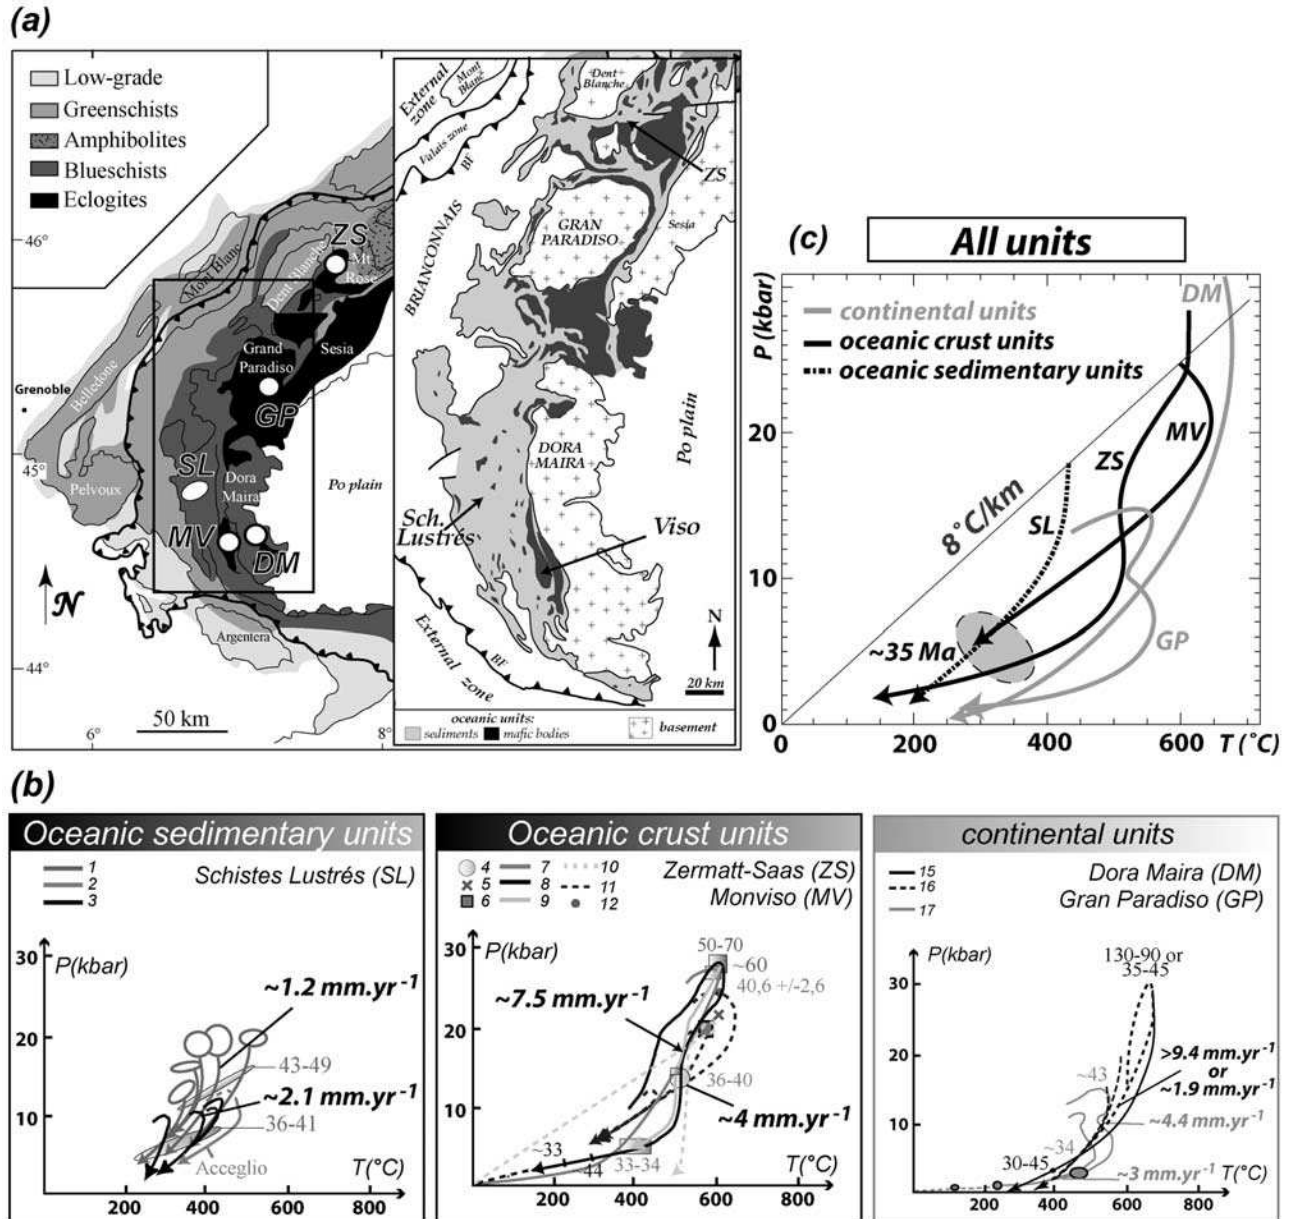 (a)
Low-grade
Greenschists
Amphibolites
Blueschists
Eclogites
46°
45°
44°
6°
8°
Grenoble
Belledone
Pelvoux
Mont Blanc
Dent Blanche
ZS
Mt Rose
Sesia
Grand
Paradiso
GP
SL
Dora
Maira
Po plain
MV
DM
Argentera
N
50 km
External
zone
Mont
Blanc
Valais zone
BF
Dent
Blanche
ZS
BRIANCONNAIS
GRAN
PARADISO
Sesia
DORA
MAIRA
Po plain
Sch.
Lustrés
Viso
External zone
BF
N
20 km
oceanic units:
sediments
mafic bodies
basement
(c)
All units
P (kbar)
continental units
oceanic crust units
oceanic sedimentary units
DM
MV
ZS
SL
GP
8°C/km
~35 Ma
20
10
0
0
200
400
600
T (°C)
(b)
Oceanic sedimentary units
1
2
3
Schistes Lustrés (SL)
P(kbar)
30
20
10
~1.2 mm.yr-1
43-49
~2.1 mm.yr-1
36-41
Acceglio
T(°C)
200
400
600
800
Oceanic crust units
4
7
10
5
8
11
6
9
12
Zermatt-Saas (ZS)
Monviso (MV)
P(kbar)
30
20
10
50-70
~60
40,6 +/-2,6
~7.5 mm.yr-1
36-40
~4 mm.yr-1
~33
~44
33-34
T(°C)
200
400
600
800
continental units
15
16
17
Dora Maira (DM)
Gran Paradiso (GP)
P(kbar)
30
20
10
130-90 or
35-45
>9.4 mm.yr-1
or
~1.9 mm.yr-1
~43
~4.4 mm.yr-1
~34
30-45
~3 mm.yr-1
T(°C)
200
400
600
800